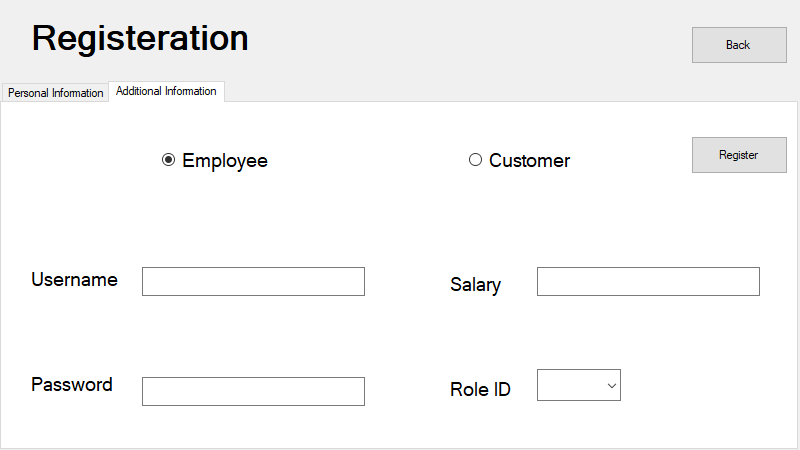 Registeration
Back
Personal Information
Additional Information
Employee
Customer
Register
Username
Salary
Password
Role ID